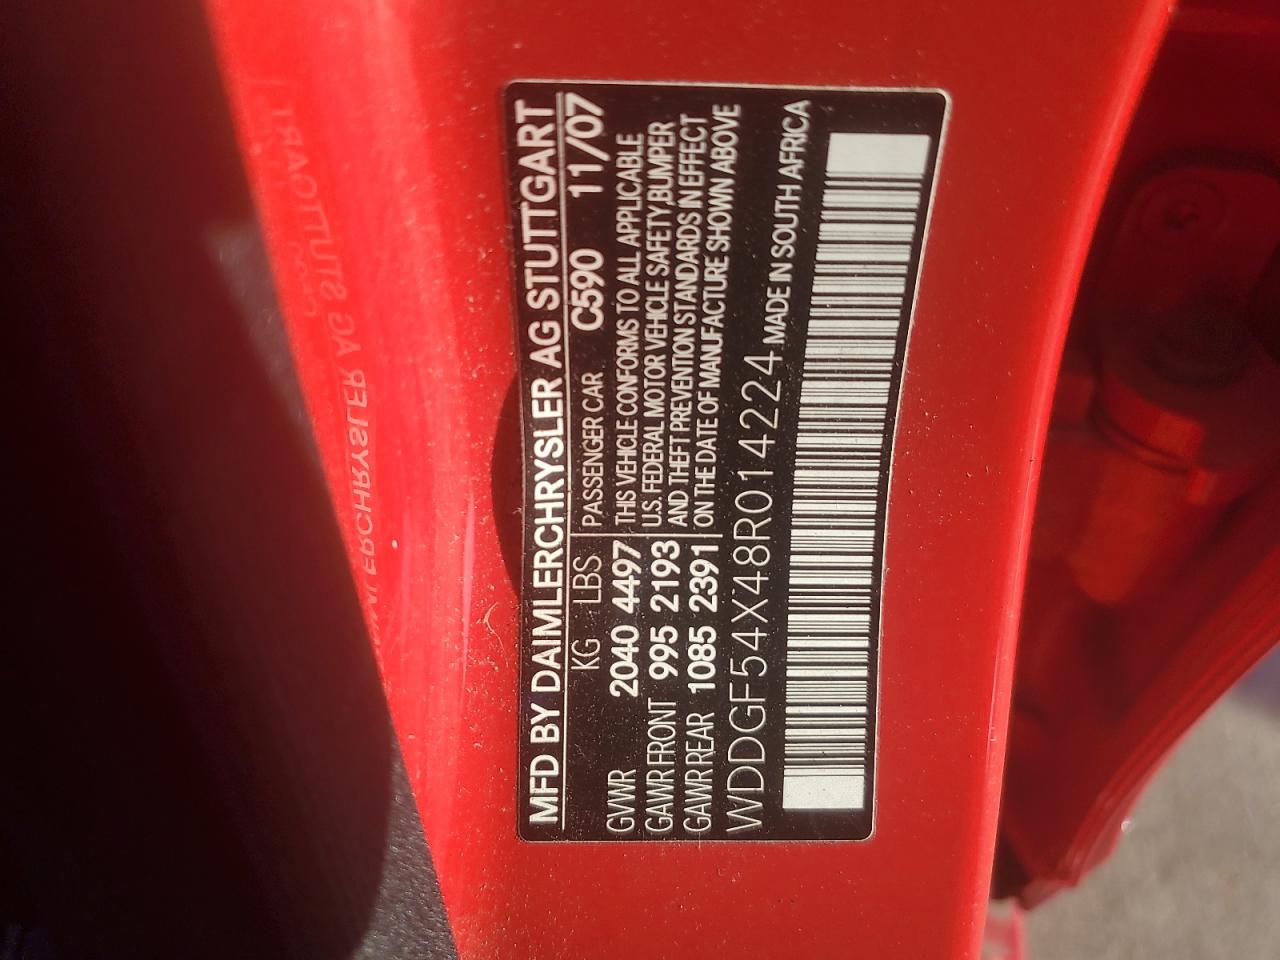 MFD BY DAIMLERCHRYSLER AG STUTTGART
KG LBS PASSENGER CAR C590 11/07
GVWR 2040 4497 THIS VEHICLE CONFORMS TO ALL APPLICABLE
GAWR FRONT 995 2193 U.S. FEDERAL MOTOR VEHICLE SAFETY,BUMPER
GAWR REAR 1085 2391 AND THEFT PREVENTION STANDARDS IN EFFECT
ON THE DATE OF MANUFACTURE SHOWN ABOVE
WDDGF54X48R014224 MADE IN SOUTH AFRICA